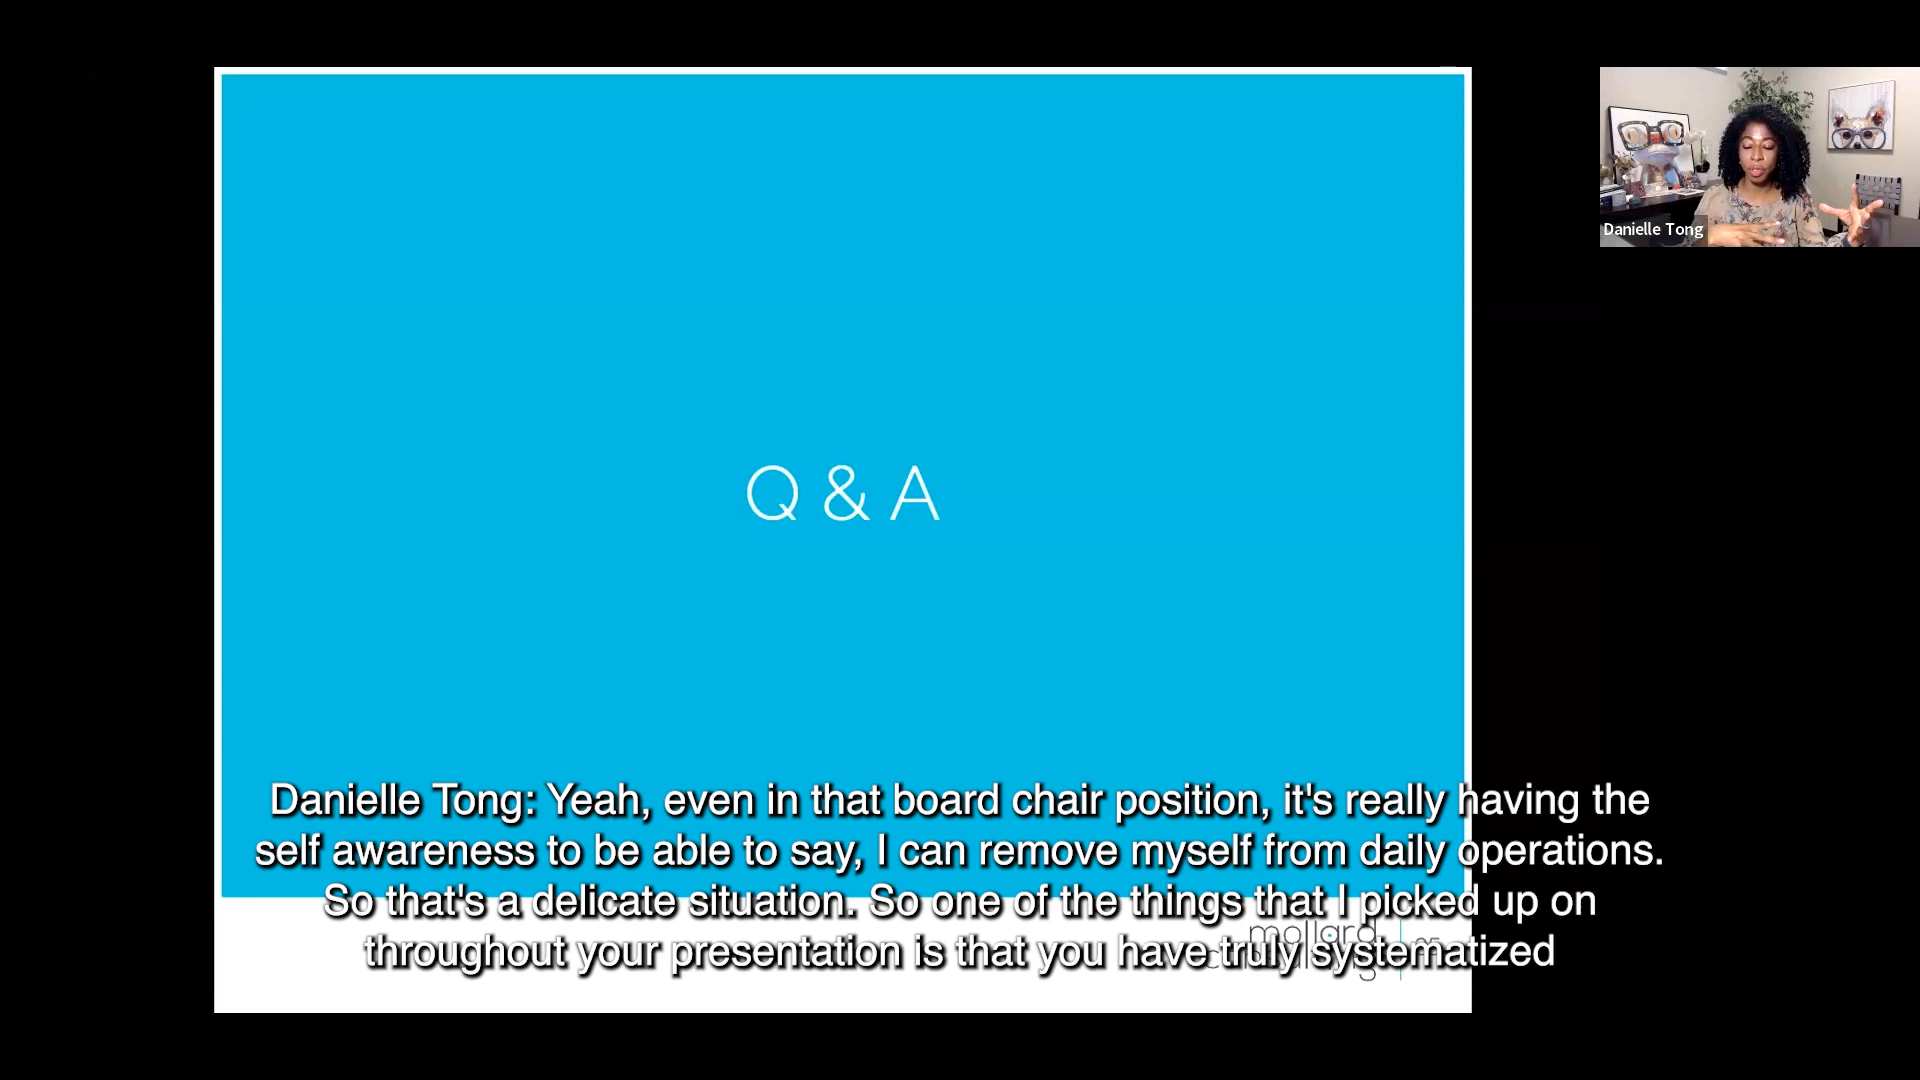 Danielle Tong
Q & A
Danielle Tong: Yeah, even in that board chair position, it's really having the
self awareness to be able to say, I can remove myself from daily operations.
So that's a delicate situation. So one of the things that I picked up on
throughout your presentation is that you have truly systematized
mollard